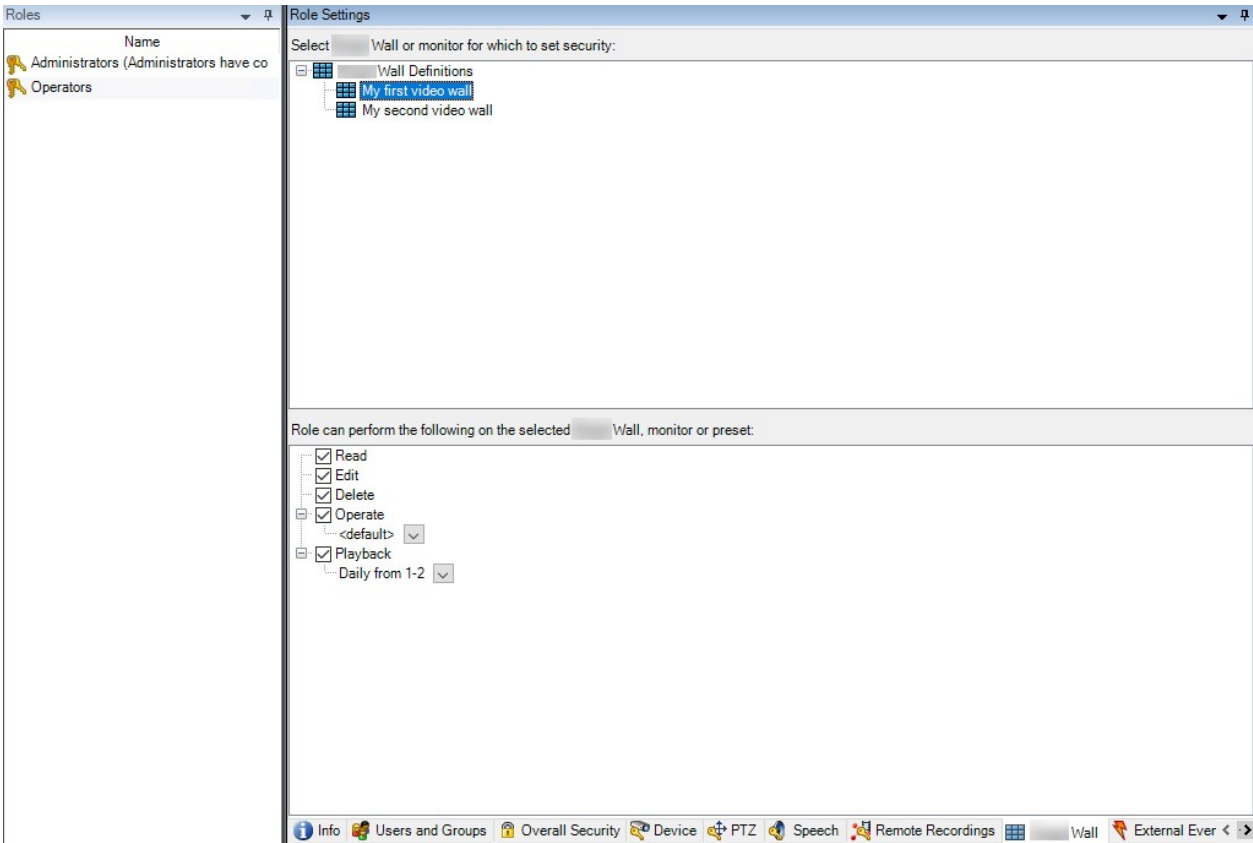 Roles
Name
Administrators (Administrators have co
Operators
Role Settings
Select Wall or monitor for which to set security:
Wall Definitions
My first video wall
My second video wall
Role can perform the following on the selected Wall, monitor or preset:
Read
Edit
Delete
Operate
<default>
Playback
Daily from 1-2
Info Users and Groups Overall Security Device PTZ Speech Remote Recordings Wall External Ever